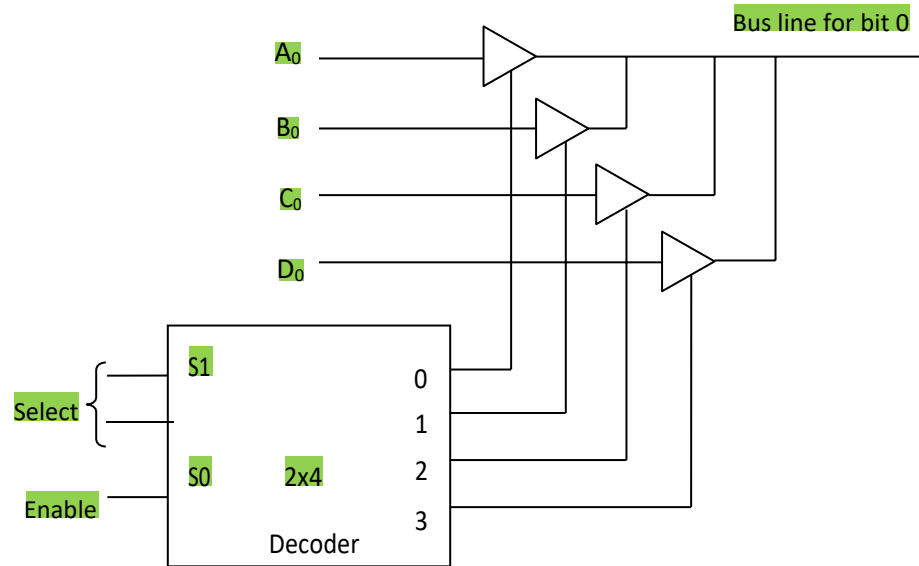 Bus line for bit 0
A₀
B₀
C₀
D₀
S1
0
Select
1
S0 2x4
2
Enable
3
Decoder